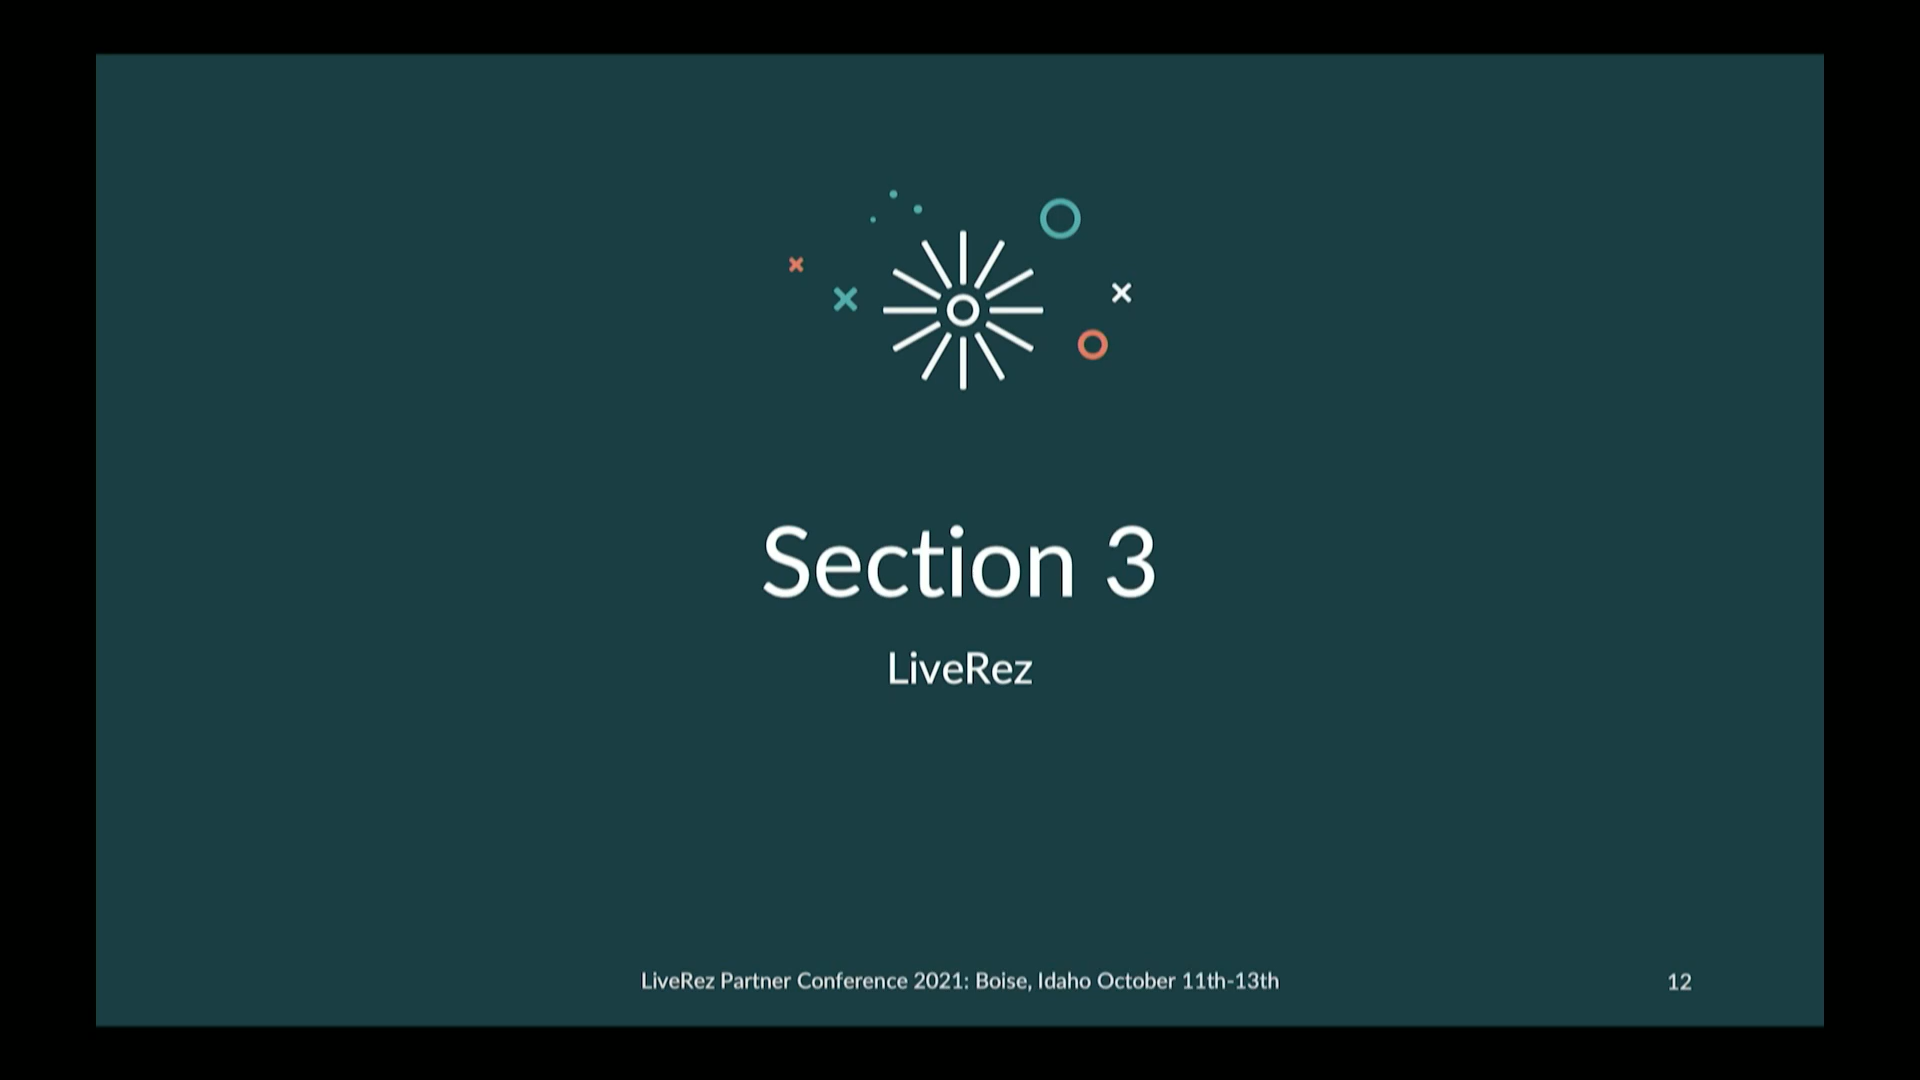 Section 3
LiveRez
LiveRez Partner Conference 2021: Boise, Idaho October 11th-13th
12